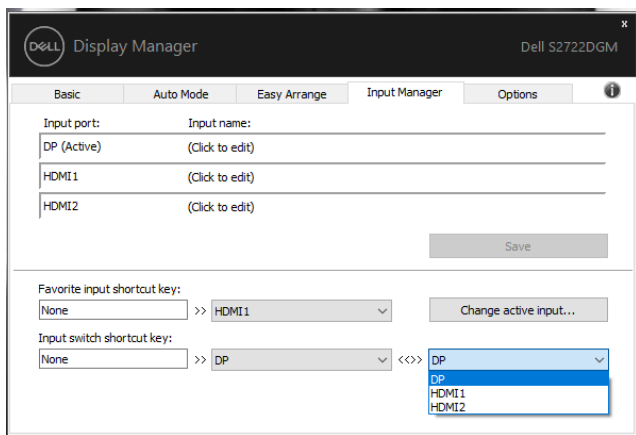 DELL Display Manager Dell S2722DGM
x
Basic Auto Mode Easy Arrange Input Manager Options i
Input port: Input name:
DP (Active) (Click to edit)
HDMI1 (Click to edit)
HDMI2 (Click to edit)
Save
Favorite input shortcut key:
None >> HDMI1 Change active input...
Input switch shortcut key:
None >> DP <<>> DP
DP
HDMI1
HDMI2